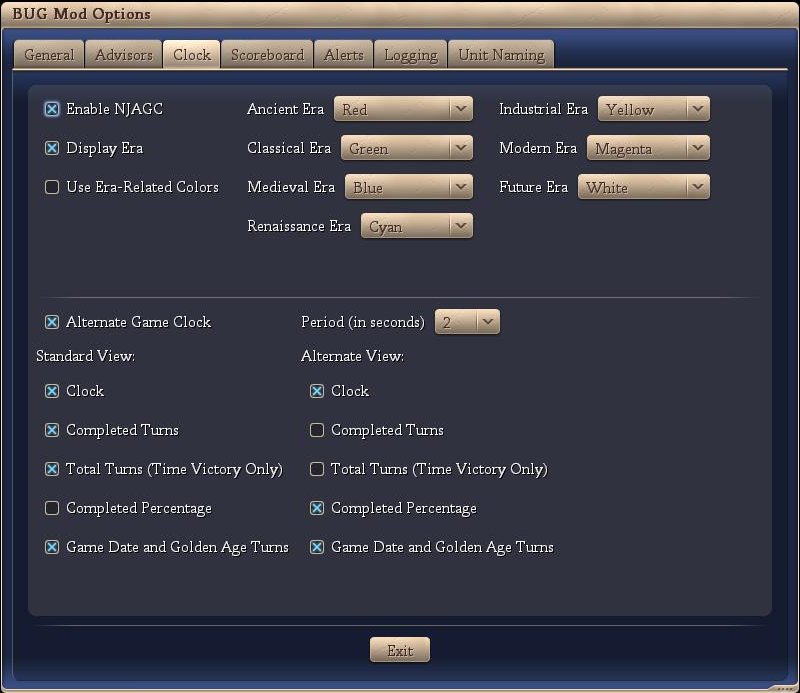 BUG Mod Options
General Advisors Clock Scoreboard Alerts Logging Unit Naming
Enable NJAGC Ancient Era Red Industrial Era Yellow
Display Era Classical Era Green Modern Era Magenta
Use Era-Related Colors Medieval Era Blue Future Era White
Renaissance Era Cyan
Alternate Game Clock Period (in seconds) 2
Standard View: Alternate View:
Clock Clock
Completed Turns Completed Turns
Total Turns (Time Victory Only) Total Turns (Time Victory Only)
Completed Percentage Completed Percentage
Game Date and Golden Age Turns Game Date and Golden Age Turns
Exit